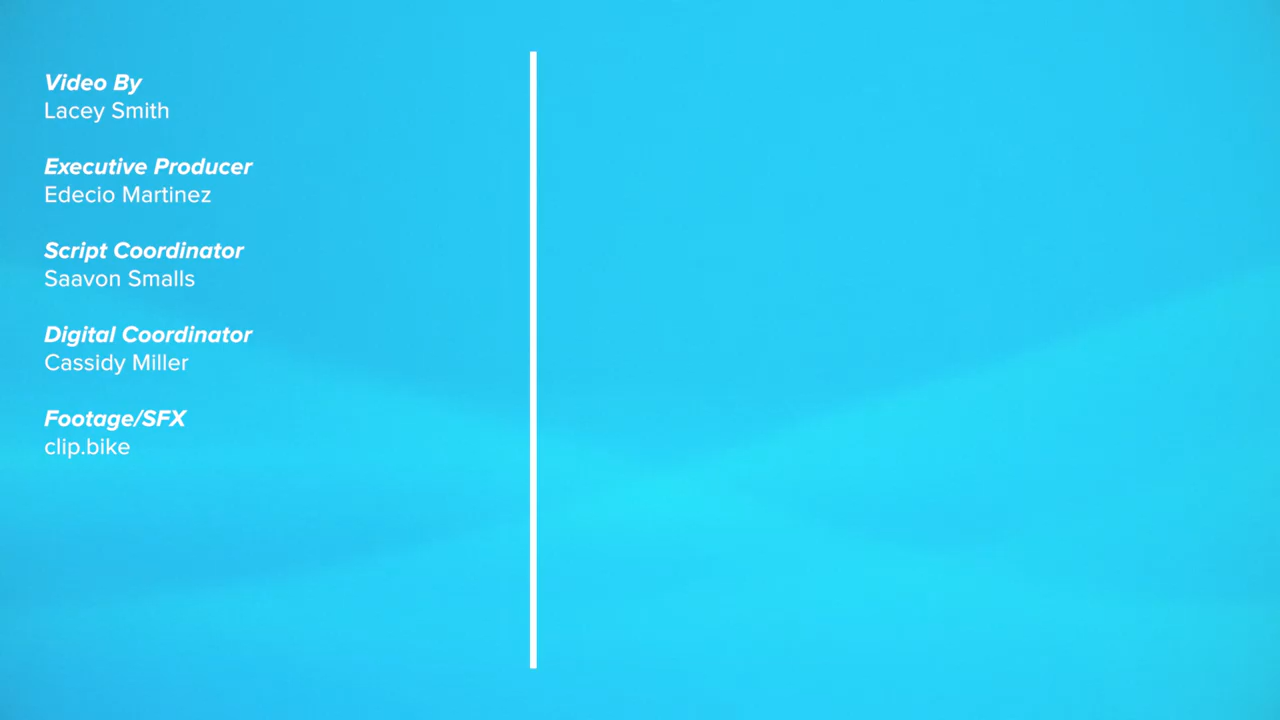 Video By
Lacey Smith
Executive Producer
Edecio Martinez
Script Coordinator
Saavon Smalls
Digital Coordinator
Cassidy Miller
Footage/SFX
clip.bike